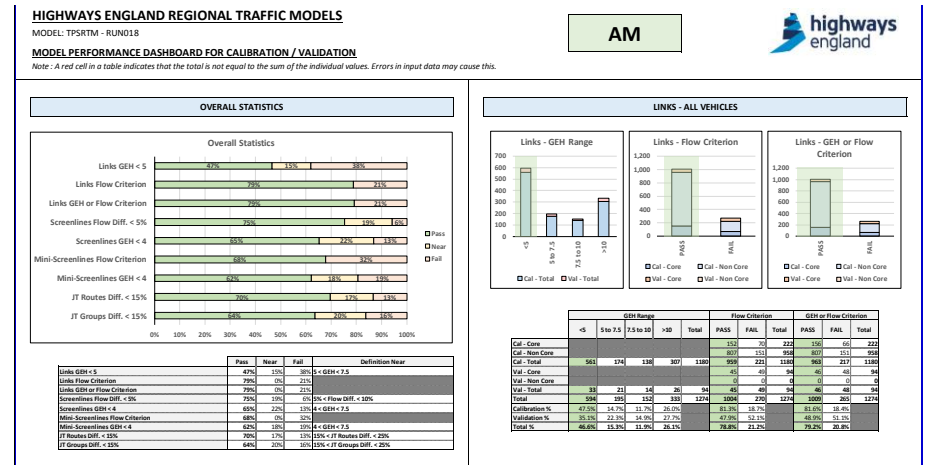 HIGHWAYS ENGLAND REGIONAL TRAFFIC MODELS
MODEL: TPSRTM - RUN018
MODEL PERFORMANCE DASHBOARD FOR CALIBRATION / VALIDATION
Note : A red cell in a table indicates that the total is not equal to the sum of the individual values. Errors in input data may cause this.
AM
highways
england
OVERALL STATISTICS
Overall Statistics
Links GEH < 5 47% 15% 38%
Links Flow Criterion 79% 21%
Links GEH or Flow Criterion 79% 21%
Screenlines Flow Diff. < 5% 75% 19% 6%
Screenlines GEH < 4 65% 22% 13%
Mini-Screenlines Flow Criterion 68% 32%
Mini-Screenlines GEH < 4 62% 18% 19%
JT Routes Diff. < 15% 70% 17% 13%
JT Groups Diff. < 15% 64% 20% 16%
0% 10% 20% 30% 40% 50% 60% 70% 80% 90% 100%
Pass
Near
Fail
Pass Near Fail Definition Near
Links GEH < 5 47% 15% 38% 5 < GEH < 7.5
Links Flow Criterion 79% 0% 21%
Links GEH or Flow Criterion 79% 0% 21%
Screenlines Flow Diff. < 5% 75% 19% 6% 5% < Flow Diff. < 10%
Screenlines GEH < 4 65% 22% 13% 4 < GEH < 7.5
Mini-Screenlines Flow Criterion 68% 0% 32%
Mini-Screenlines GEH < 4 62% 18% 19% 4 < GEH < 7.5
JT Routes Diff. < 15% 70% 17% 13% 15% < JT Routes Diff. < 25%
JT Groups Diff. < 15% 64% 20% 16% 15% < JT Groups Diff. < 25%
LINKS - ALL VEHICLES
Links - GEH Range
700
600
500
400
300
200
100
0
<5 5 to 7.5 7.5 to 10 >10
Cal - Total Val - Total
Links - Flow Criterion
1,200
1,000
800
600
400
200
0
PASS FAIL
Cal - Core Cal - Non Core
Val - Core Val - Non Core
Links - GEH or Flow
Criterion
1,200
1,000
800
600
400
200
0
PASS FAIL
Cal - Core Cal - Non Core
Val - Core Val - Non Core
GEH Range Flow Criterion GEH or Flow Criterion
<5 5 to 7.5 7.5 to 10 >10 Total PASS FAIL Total PASS FAIL Total
Cal - Core 152 70 222 156 66 222
Cal - Non Core 807 151 958 807 151 958
Cal - Total 561 174 138 307 1180 959 221 1180 963 217 1180
Val - Core 45 49 94 46 48 94
Val - Non Core 0 0 0 0 0 0
Val - Total 33 21 14 26 94 45 49 94 46 48 94
Total 594 195 152 333 1274 1004 270 1274 1009 265 1274
Calibration % 47.5% 14.7% 11.7% 26.0% 81.3% 18.7% 81.6% 18.4%
Validation % 35.1% 22.3% 14.9% 27.7% 47.9% 52.1% 48.9% 51.1%
Total % 46.6% 15.3% 11.9% 26.1% 78.8% 21.2% 79.2% 20.8%